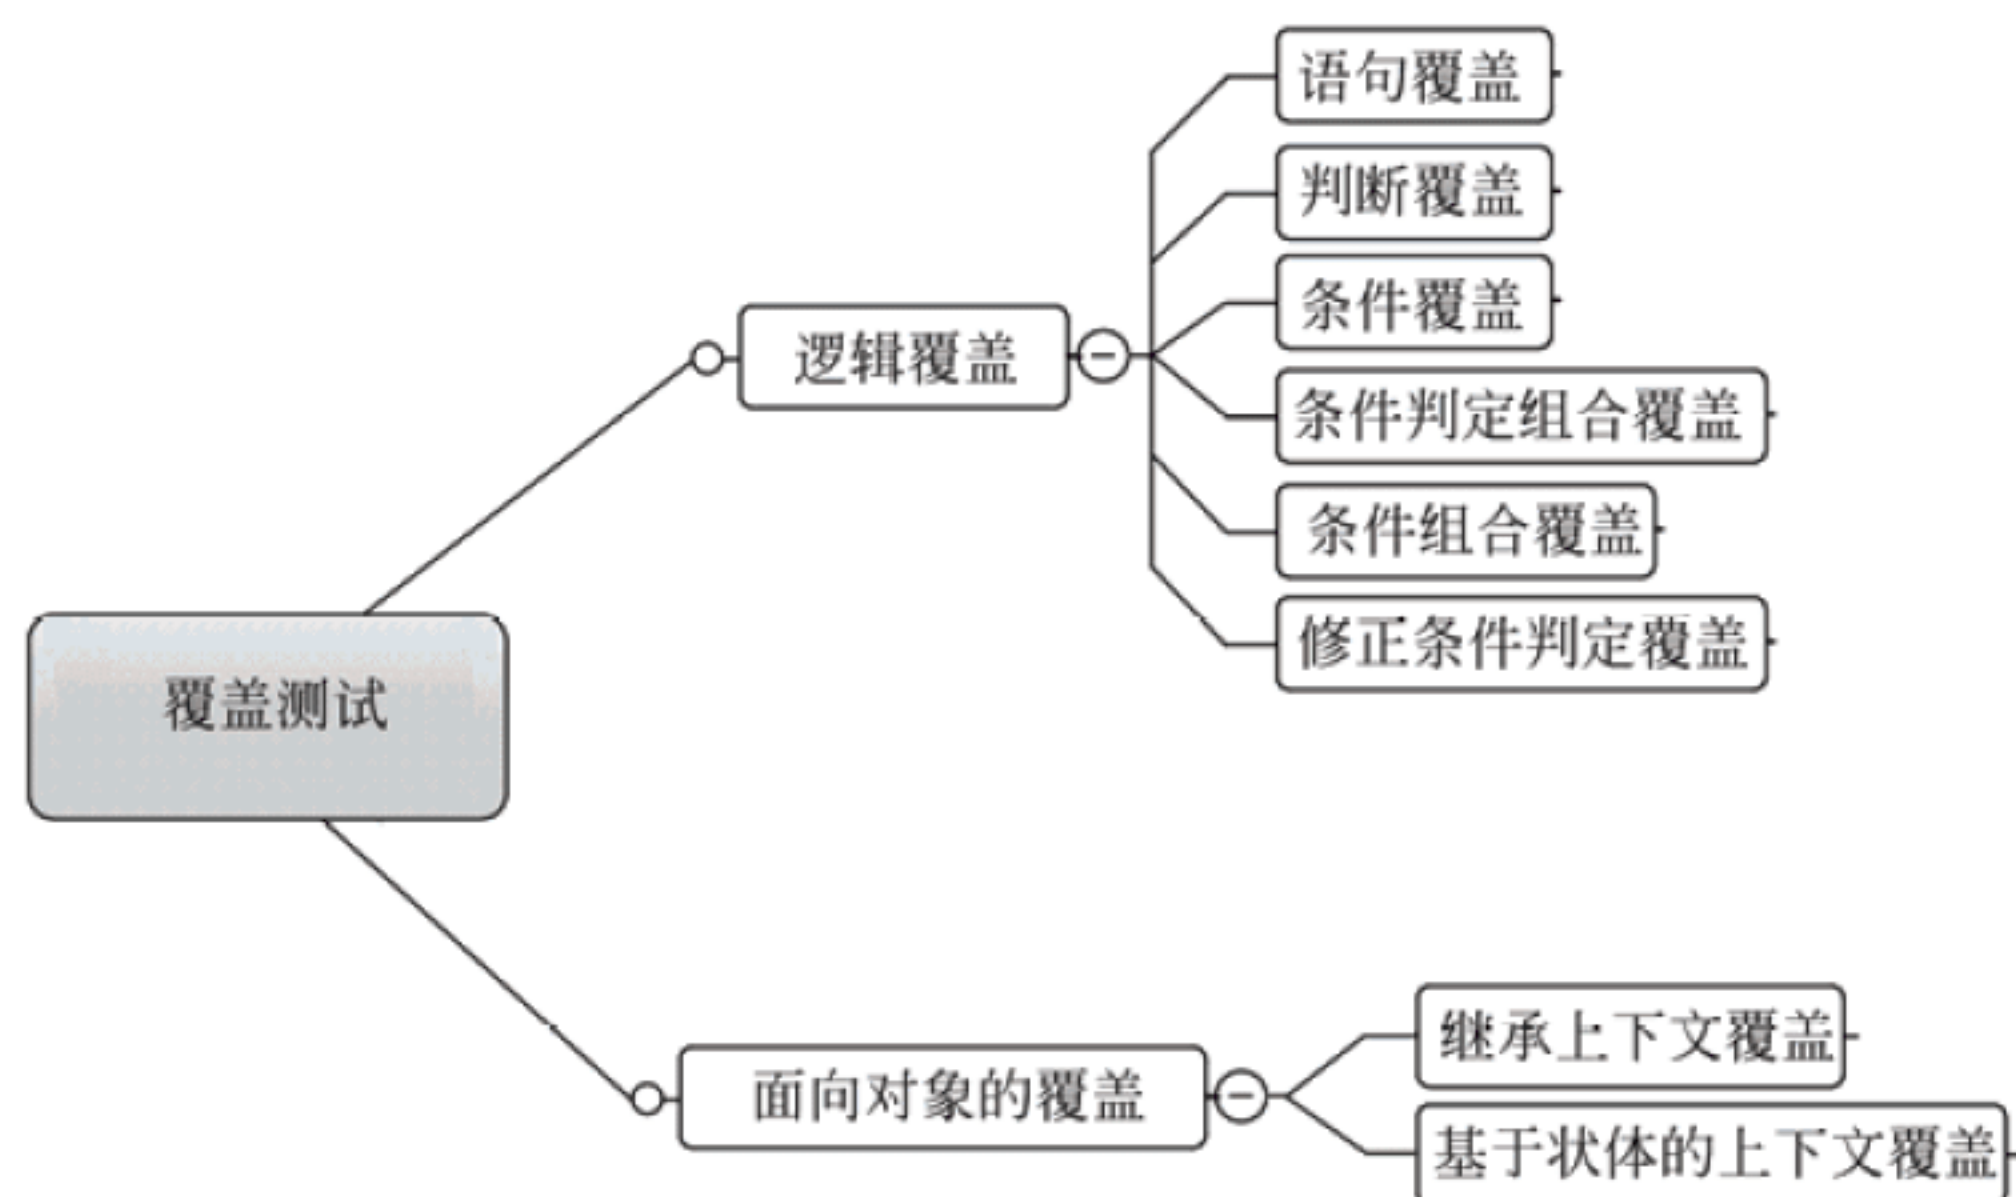 语句覆盖
判断覆盖
条件覆盖
逻辑覆盖
条件判定组合覆盖
条件组合覆盖
修正条件判定覆盖
覆盖测试
继承上下文覆盖
面向对象的覆盖
基于状体的上下文覆盖